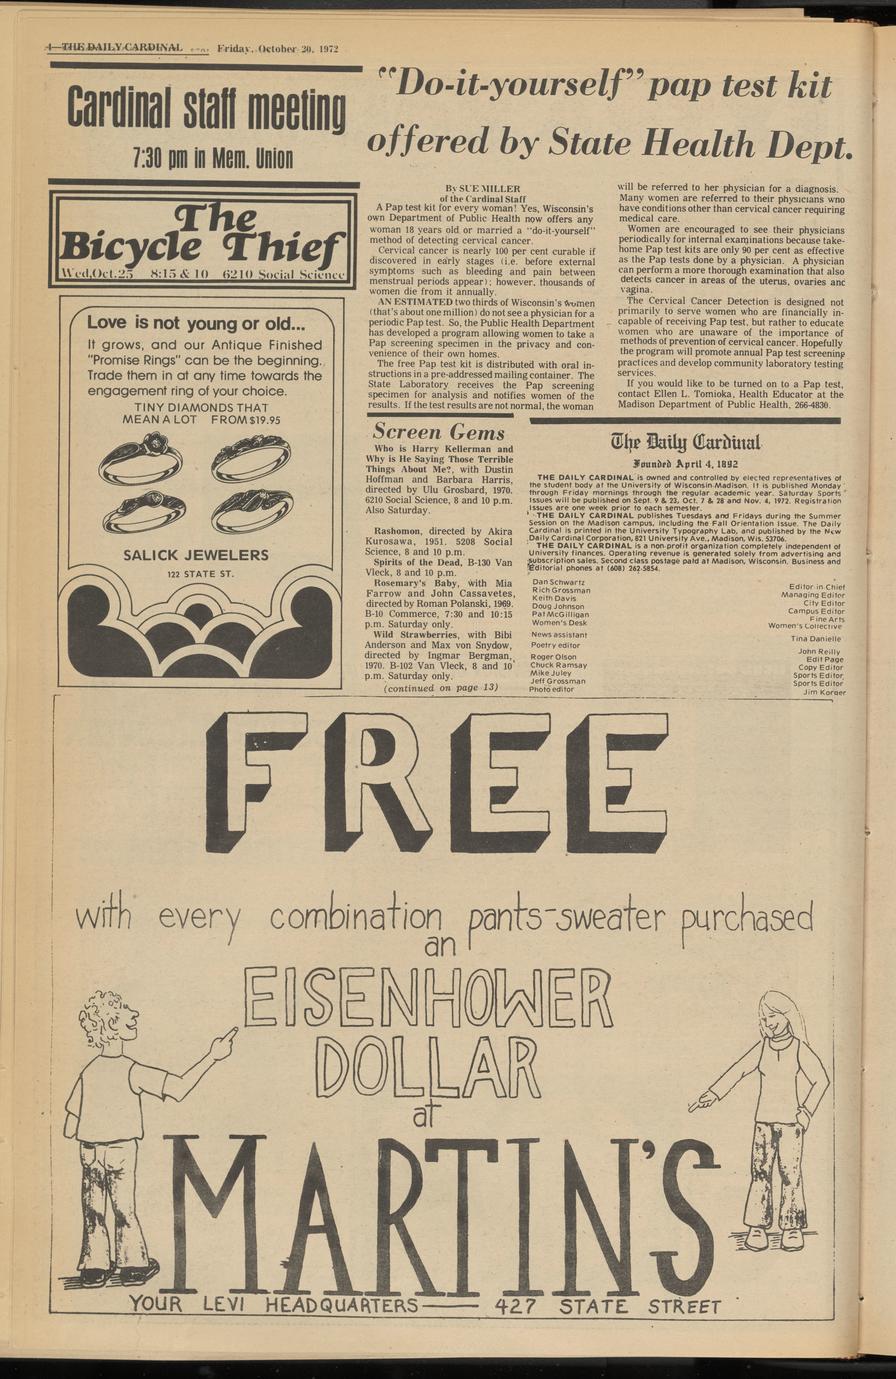 4—THE DAILY CARDINAL Friday, October 20, 1972
Cardinal staff meeting
7:30 pm in Mem. Union
The
Bicycle Thief
Wed,Oct.25 8:15 & 10 6210 Social Science
Love is not young or old...
It grows, and our Antique Finished
"Promise Rings" can be the beginning.
Trade them in at any time towards the
engagement ring of your choice.
TINY DIAMONDS THAT
MEAN A LOT FROM $19.95
SALICK JEWELERS
122 STATE ST.
"Do-it-yourself" pap test kit
offered by State Health Dept.
By SUE MILLER
of the Cardinal Staff
A Pap test kit for every woman! Yes, Wisconsin's
own Department of Public Health now offers any
woman 18 years old or married a "do-it-yourself"
method of detecting cervical cancer.
Cervical cancer is nearly 100 per cent curable if
discovered in early stages (i.e. before external
symptoms such as bleeding and pain between
menstrual periods appear); however, thousands of
women die from it annually.
AN ESTIMATED two thirds of Wisconsin's women
(that's about one million) do not see a physician for a
periodic Pap test. So, the Public Health Department
has developed a program allowing women to take a
Pap screening specimen in the privacy and con-
venience of their own homes.
The free Pap test kit is distributed with oral in-
structions in a pre-addressed mailing container. The
State Laboratory receives the Pap screening
specimen for analysis and notifies women of the
results. If the test results are not normal, the woman
will be referred to her physician for a diagnosis.
Many women are referred to their physicians who
have conditions other than cervical cancer requiring
medical care.
Women are encouraged to see their physicians
periodically for internal examinations because take-
home Pap test kits are only 90 per cent as effective
as the Pap tests done by a physician. A physician
can perform a more thorough examination that also
detects cancer in areas of the uterus, ovaries and
vagina.
The Cervical Cancer Detection is designed not
primarily to serve women who are financially in-
capable of receiving Pap test, but rather to educate
women who are unaware of the importance of
methods of prevention of cervical cancer. Hopefully
the program will promote annual Pap test screening
practices and develop community laboratory testing
services.
If you would like to be turned on to a Pap test,
contact Ellen L. Tomioka, Health Educator at the
Madison Department of Public Health, 266-4830.
Screen Gems
Who is Harry Kellerman and
Why is He Saying Those Terrible
Things About Me?, with Dustin
Hoffman and Barbara Harris,
directed by Ulu Grosbard, 1970.
6210 Social Science, 8 and 10 p.m.
Also Saturday.
Rashomon, directed by Akira
Kurosawa, 1951. 5208 Social
Science, 8 and 10 p.m.
Spirits of the Dead, B-130 Van
Vleck, 8 and 10 p.m.
Rosemary's Baby, with Mia
Farrow and John Cassavetes,
directed by Roman Polanski, 1969.
B-10 Commerce, 7:30 and 10:15
p.m. Saturday only.
Wild Strawberries, with Bibi
Anderson and Max von Snydow,
directed by Ingmar Bergman,
1970. B-102 Van Vleck, 8 and 10
p.m. Saturday only.
(continued on page 13)
The Daily Cardinal
Founded April 4, 1892
THE DAILY CARDINAL is owned and controlled by elected representatives of
the student body at the University of Wisconsin-Madison. It is published Monday
through Friday mornings through the regular academic year. Saturday Sports
Issues will be published on Sept. 9 & 23, Oct. 7 & 28 and Nov. 4, 1972. Registration
Issues are one week prior to each semester.
THE DAILY CARDINAL publishes Tuesdays and Fridays during the Summer
Session on the Madison campus, including the Fall Orientation Issue. The Daily
Cardinal is printed in the University Typography Lab, and published by the New
Daily Cardinal Corporation, 821 University Ave., Madison, Wis. 53706.
THE DAILY CARDINAL is a non-profit organization completely independent of
University finances. Operating revenue is generated solely from advertising and
subscription sales. Second class postage paid at Madison, Wisconsin. Business and
Editorial phones at (608) 262-5854.
Dan Schwartz Editor-in-Chief
Rich Grossman Managing Editor
Keith Davis City Editor
Doug Johnson Campus Editor
Pat McGilligan Fine Arts
Women's Desk Women's Collective
News assistant Tina Danielle
Poetry editor John Reilly
Roger Olson Edit Page
Chuck Ramsay Copy Editor
Mike Juley Sports Editor
Jeff Grossman Sports Editor
Photo editor Jim Korger
FREE
with every combination pants-sweater purchased
an
EISENHOWER
DOLLAR
at
MARTIN'S
YOUR LEVI HEADQUARTERS — 427 STATE STREET